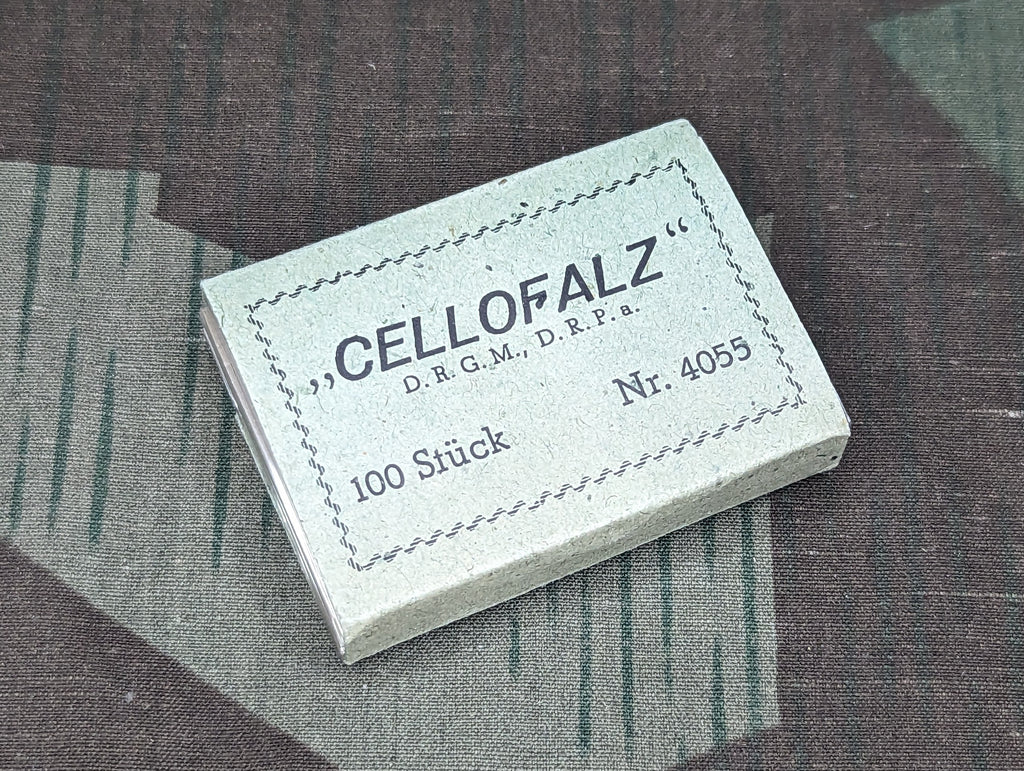 „CELLOFALZ“
D. R. G. M., D. R. P. a.
Nr. 4055
100 Stück